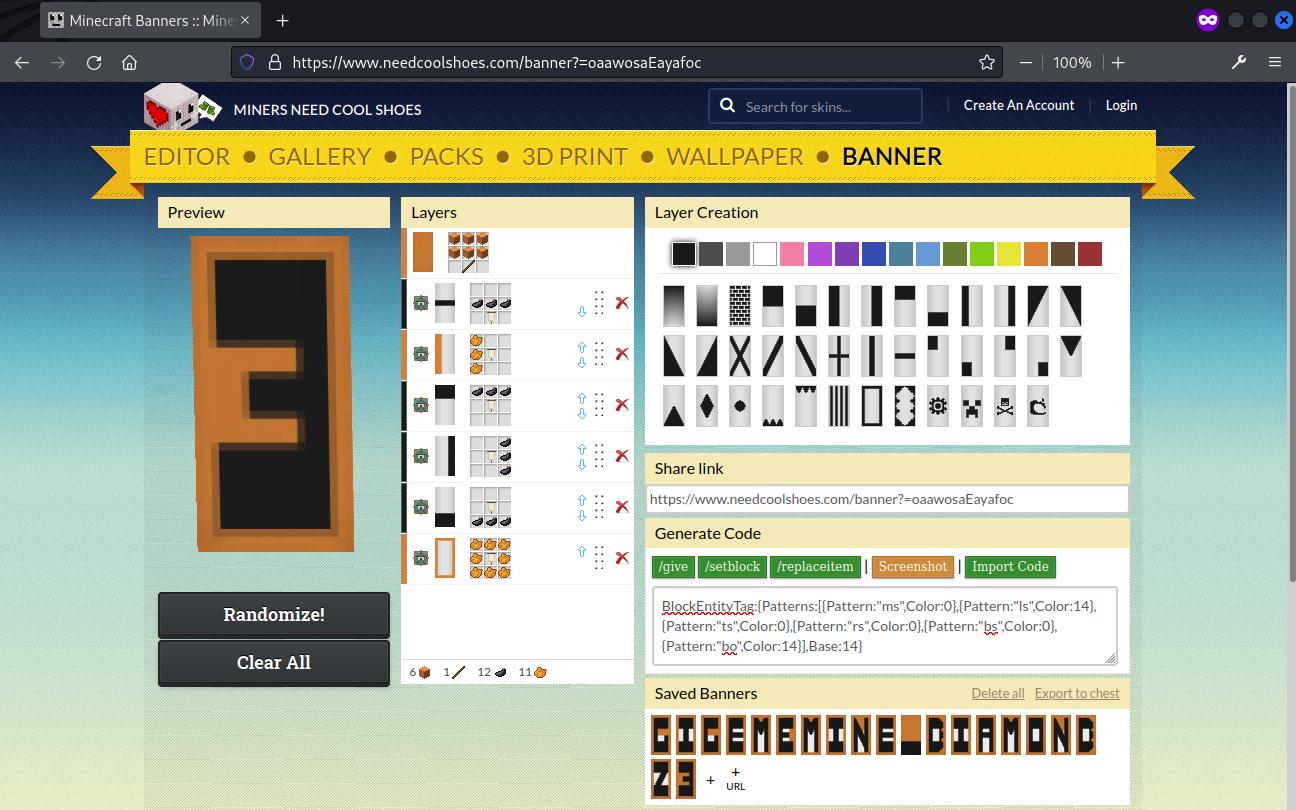 Minecraft Banners :: Mine
https://www.needcoolshoes.com/banner?=oaawosaEayafoc
100%
MINERS NEED COOL SHOES
Search for skins...
Create An Account
Login
EDITOR ● GALLERY ● PACKS ● 3D PRINT ● WALLPAPER ● BANNER
Preview
Layers
Layer Creation
Randomize!
Clear All
6 1 12 11
Share link
https://www.needcoolshoes.com/banner?=oaawosaEayafoc
Generate Code
/give /setblock /replaceitem | Screenshot | Import Code
BlockEntityTag:{Patterns:[{Pattern:"ms",Color:0},{Pattern:"ls",Color:14},
{Pattern:"ts",Color:0},{Pattern:"rs",Color:0},{Pattern:"bs",Color:0},
{Pattern:"bo",Color:14}],Base:14}
Saved Banners
Delete all
Export to chest
+ +
URL